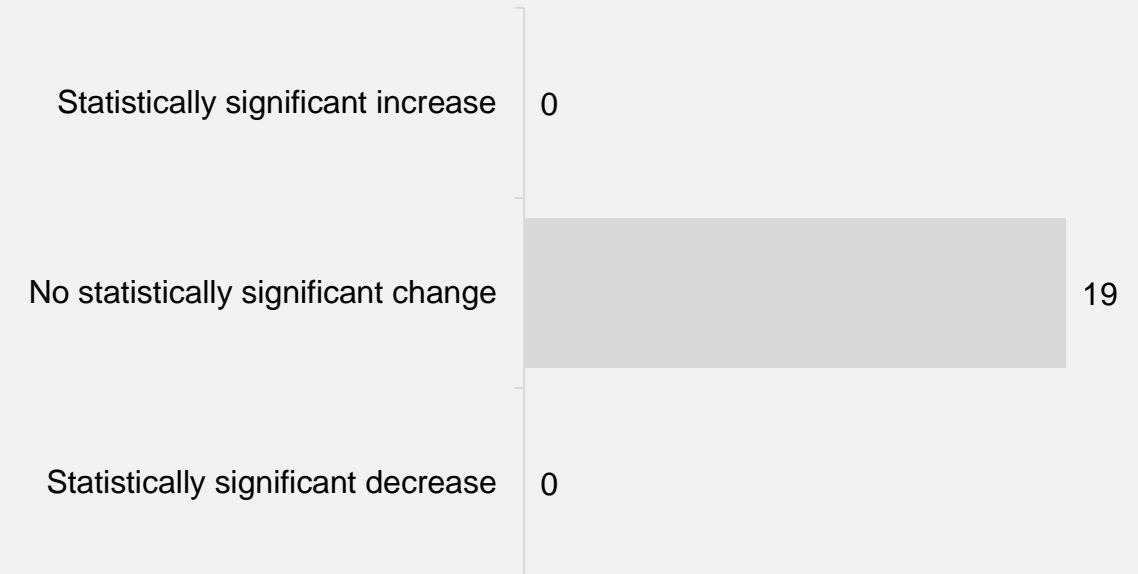 Statistically significant increase 0
No statistically significant change 19
Statistically significant decrease 0